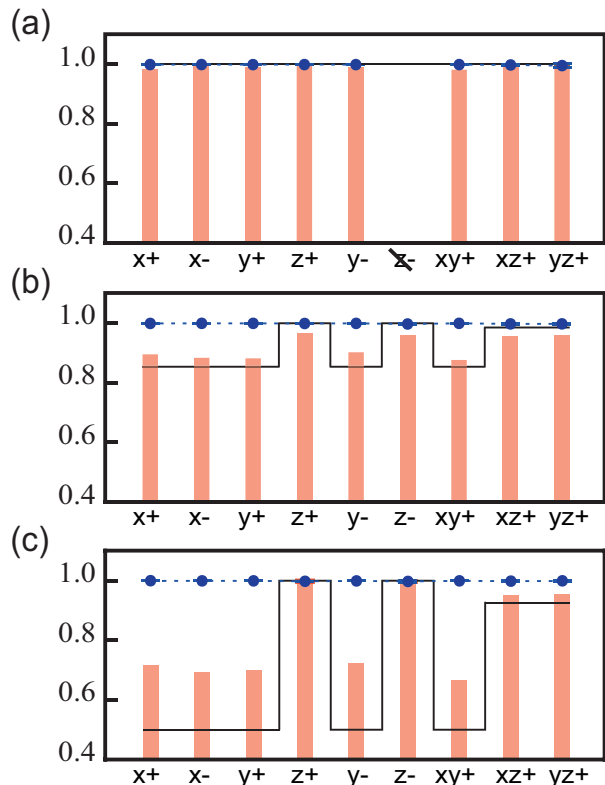 (a)
1.0
0.8
0.6
0.4
x+ x- y+ z+ y- z- xy+ xz+ yz+
(b)
1.0
0.8
0.6
0.4
x+ x- y+ z+ y- z- xy+ xz+ yz+
(c)
1.0
0.8
0.6
0.4
x+ x- y+ z+ y- z- xy+ xz+ yz+